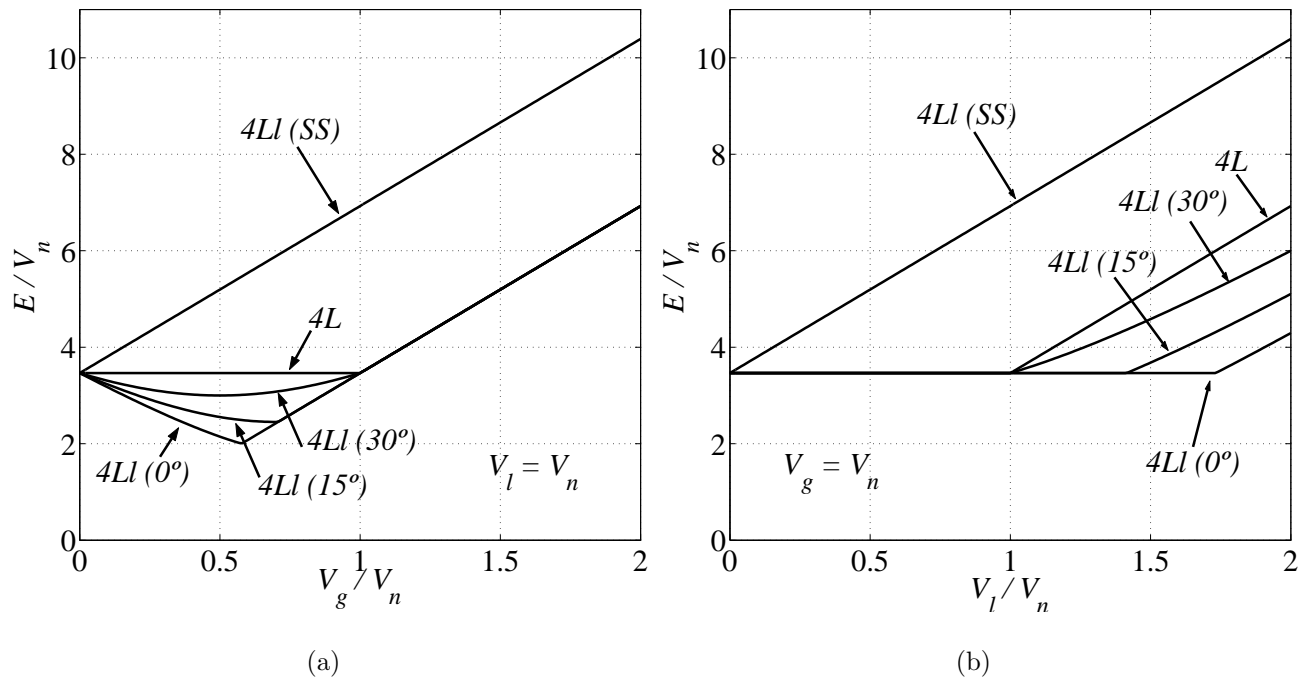 10
8
6
4
2
0
E / V_n
4Ll (SS)
4L
4Ll (30º)
4Ll (15º)
4Ll (0º)
V_l = V_n
0
0.5
1
1.5
2
V_g / V_n
(a)
10
8
6
4
2
0
E / V_n
4Ll (SS)
4L
4Ll (30º)
4Ll (15º)
4Ll (0º)
V_g = V_n
0
0.5
1
1.5
2
V_l / V_n
(b)